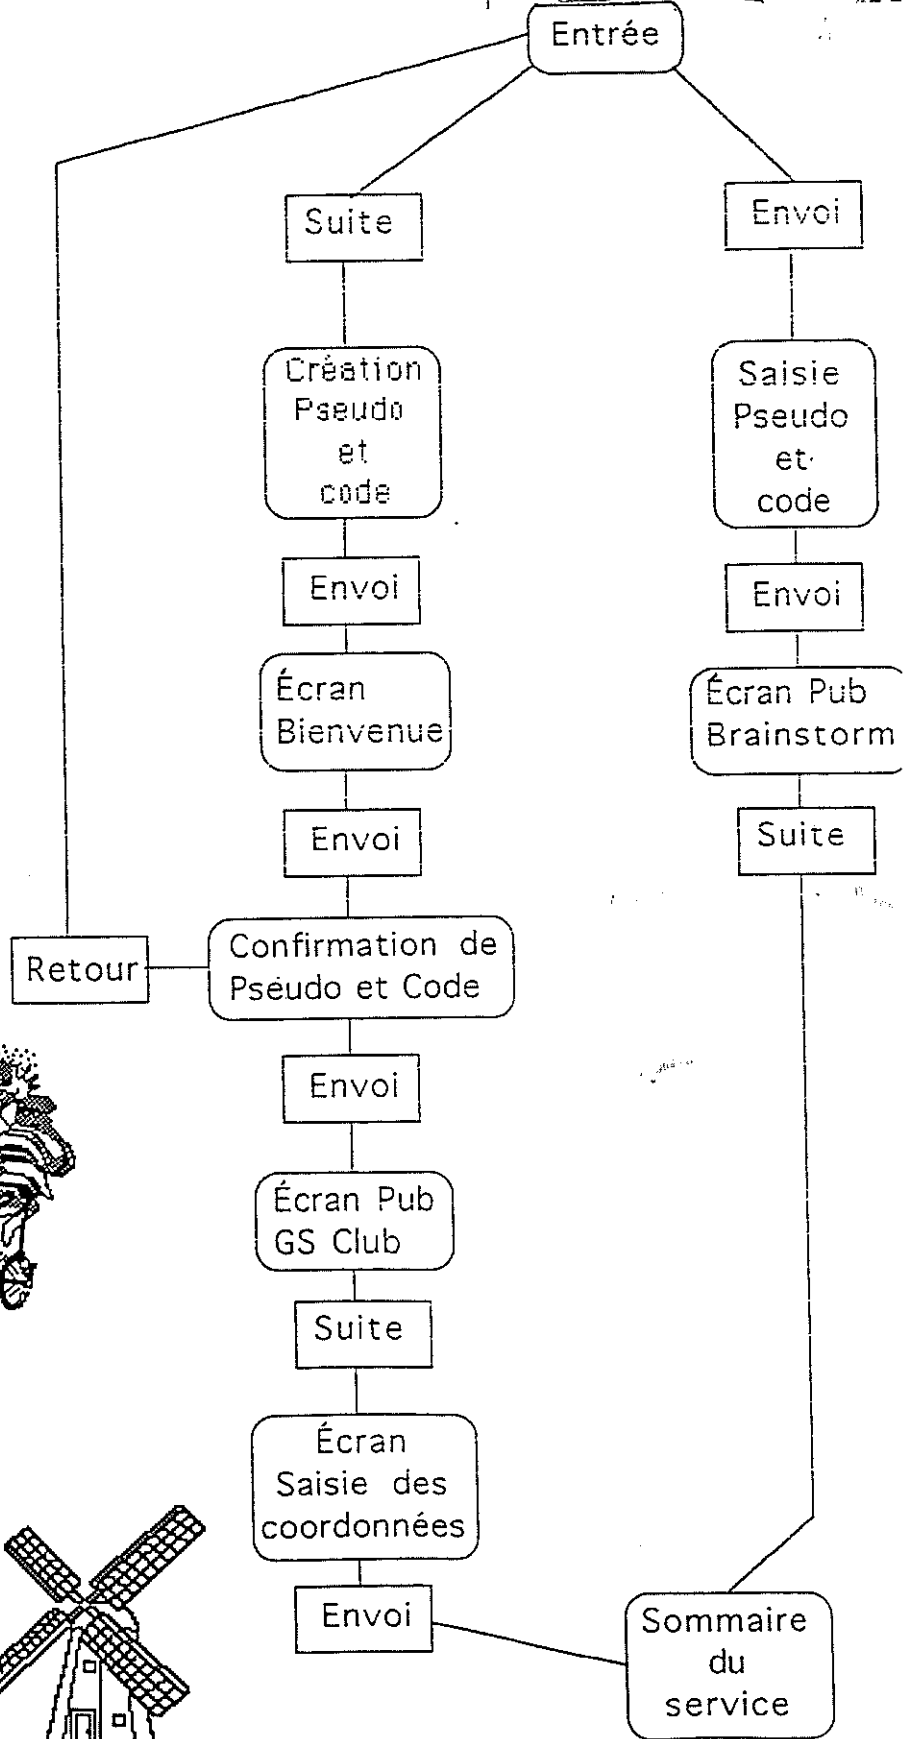 Entrée
Suite
Envoi
Création
Pseudo
et
code
Saisie
Pseudo
et
code
Envoi
Envoi
Écran
Bienvenue
Écran Pub
Brainstorm
Envoi
Suite
Retour
Confirmation de
Pseudo et Code
Envoi
Écran Pub
GS Club
Suite
Écran
Saisie des
coordonnées
Envoi
Sommaire
du
service